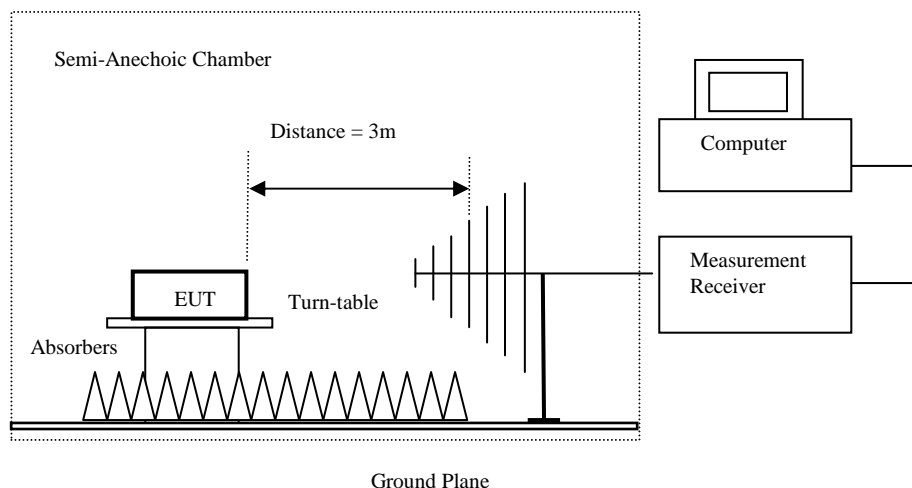 Semi-Anechoic Chamber
Distance = 3m
Computer
Measurement
Receiver
EUT
Turn-table
Absorbers
Ground Plane